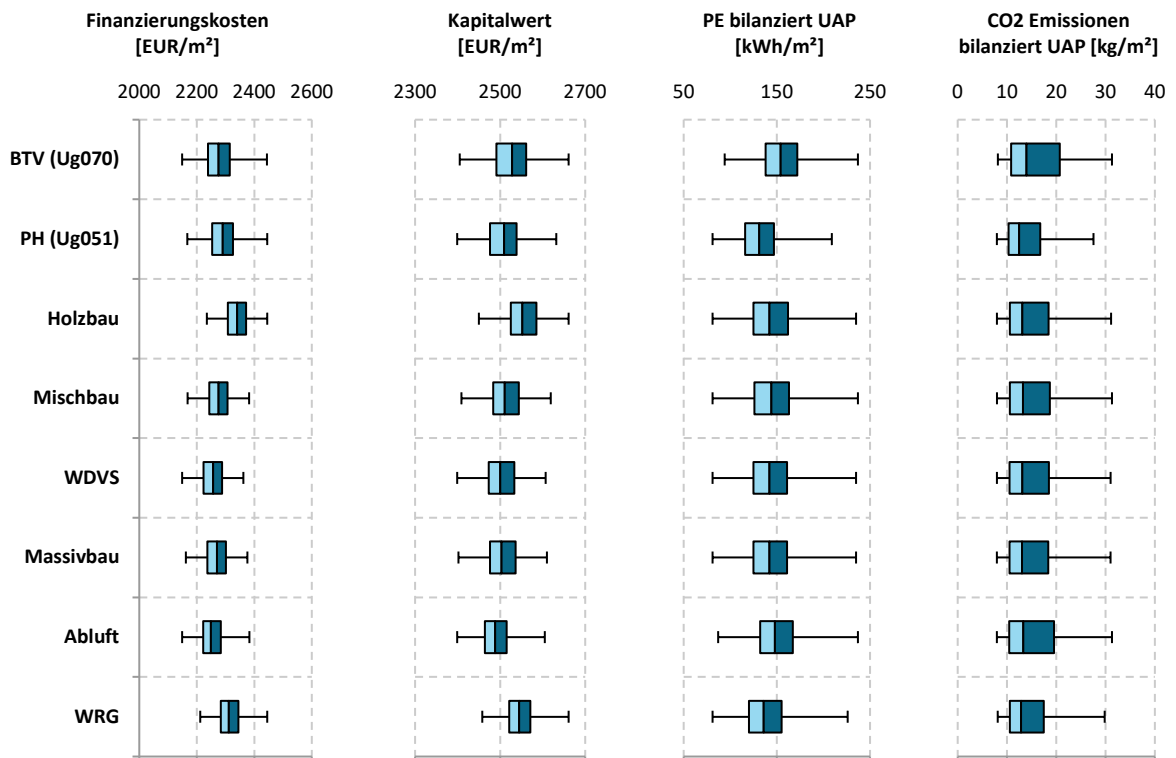 Finanzierungskosten
[EUR/m²]
Kapitalwert
[EUR/m²]
PE bilanziert UAP
[kWh/m²]
CO2 Emissionen
bilanziert UAP [kg/m²]
2000 2200 2400 2600
2300 2500 2700
50 150 250
0 10 20 30 40
BTV (Ug070)
PH (Ug051)
Holzbau
Mischbau
WDVS
Massivbau
Abluft
WRG